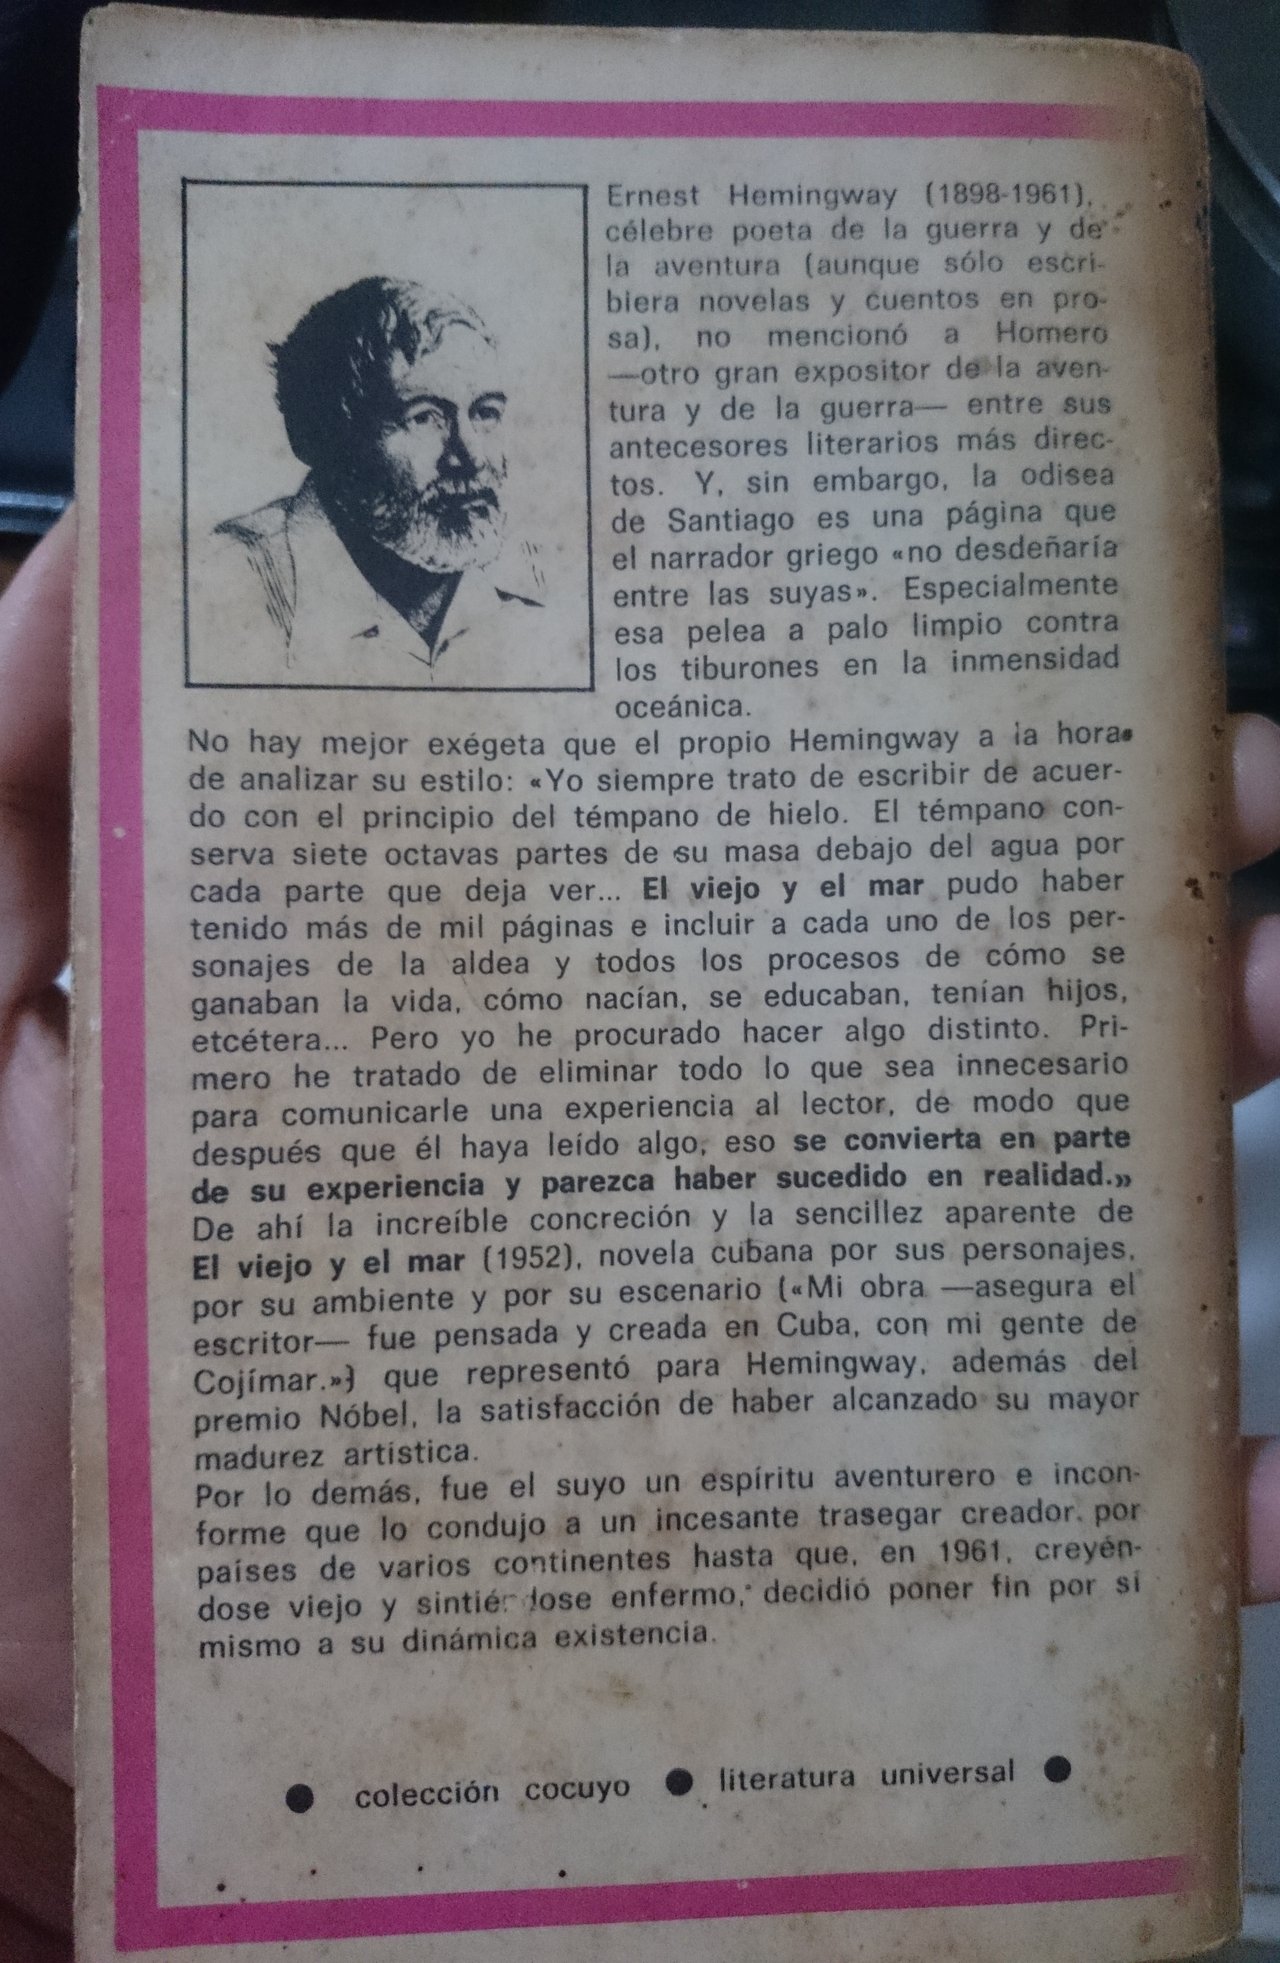 Ernest Hemingway (1898-1961),
célebre poeta de la guerra y de
la aventura (aunque sólo escri-
biera novelas y cuentos en pro-
sa), no mencionó a Homero
—otro gran expositor de la aven-
tura y de la guerra— entre sus
antecesores literarios más direc-
tos. Y, sin embargo, la odisea
de Santiago es una página que
el narrador griego «no desdeñaría
entre las suyas». Especialmente
esa pelea a palo limpio contra
los tiburones en la inmensidad
oceánica.
No hay mejor exégeta que el propio Hemingway a la hora
de analizar su estilo: «Yo siempre trato de escribir de acuer-
do con el principio del témpano de hielo. El témpano con-
serva siete octavas partes de su masa debajo del agua por
cada parte que deja ver... El viejo y el mar pudo haber
tenido más de mil páginas e incluir a cada uno de los per-
sonajes de la aldea y todos los procesos de cómo se
ganaban la vida, cómo nacían, se educaban, tenían hijos,
etcétera... Pero yo he procurado hacer algo distinto. Pri-
mero he tratado de eliminar todo lo que sea innecesario
para comunicarle una experiencia al lector, de modo que
después que él haya leído algo, eso se convierta en parte
de su experiencia y parezca haber sucedido en realidad.»
De ahí la increíble concreción y la sencillez aparente de
El viejo y el mar (1952), novela cubana por sus personajes,
por su ambiente y por su escenario («Mi obra —asegura el
escritor— fue pensada y creada en Cuba, con mi gente de
Cojímar.») que representó para Hemingway, además del
premio Nóbel, la satisfacción de haber alcanzado su mayor
madurez artística.
Por lo demás, fue el suyo un espíritu aventurero e incon-
forme que lo condujo a un incesante trasegar creador por
países de varios continentes hasta que, en 1961, creyén-
dose viejo y sintiéndose enfermo, decidió poner fin por sí
mismo a su dinámica existencia.
● colección cocuyo ● literatura universal ●